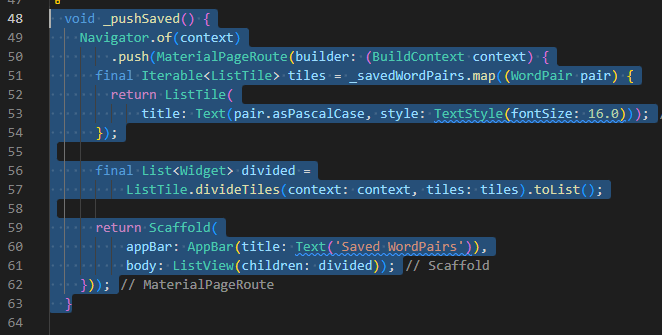 48 void _pushSaved() {
49 Navigator.of(context)
50 .push(MaterialPageRoute(builder: (BuildContext context) {
51 final Iterable<ListTile> tiles = _savedWordPairs.map((WordPair pair) {
52 return ListTile(
53 title: Text(pair.asPascalCase, style: TextStyle(fontSize: 16.0)));
54 });
55
56 final List<Widget> divided =
57 ListTile.divideTiles(context: context, tiles: tiles).toList();
58
59 return Scaffold(
60 appBar: AppBar(title: Text('Saved WordPairs')),
61 body: ListView(children: divided)); // Scaffold
62 })); // MaterialPageRoute
63 }
64